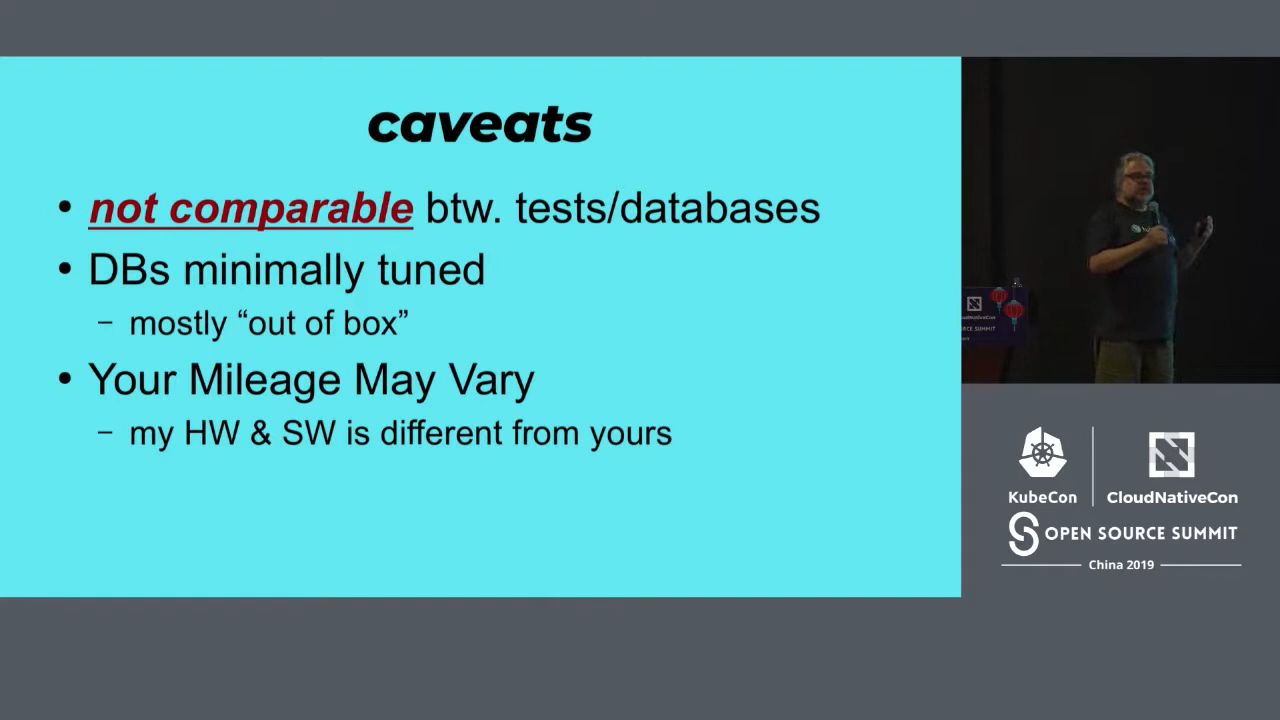 caveats
• not comparable btw. tests/databases
• DBs minimally tuned
– mostly “out of box”
• Your Mileage May Vary
– my HW & SW is different from yours
CloudNativeCon
KubeCon
CloudNativeCon
OPEN SOURCE SUMMIT
China 2019